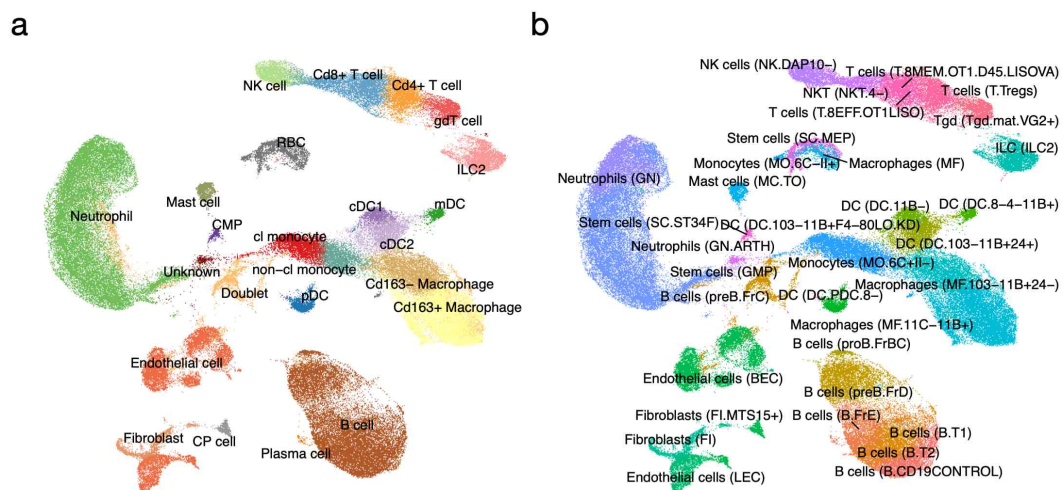 a
NK cell
Cd8+ T cell
Cd4+ T cell
gdT cell
RBC
ILC2
Mast cell
Neutrophil
CMP
cDC1
mDC
cl monocyte
cDC2
Unknown
non−cl monocyte
Doublet
pDC
Cd163− Macrophage
Cd163+ Macrophage
Endothelial cell
Fibroblast
CP cell
B cell
Plasma cell
b
NK cells (NK.DAP10−)
T cells (T.8MEM.OT1.D45.LISOVA)
NKT (NKT.4−)
T cells (T.Tregs)
T cells (T.8EFF.OT1LISO)
Tgd (Tgd.mat.VG2+)
Stem cells (SC.MEP)
ILC (ILC2)
Monocytes (MO.6C−II+)
Macrophages (MF)
Neutrophils (GN)
Mast cells (MC.TO)
DC (DC.11B−)
DC (DC.8−4−11B+)
Stem cells (SC.ST34F)
DC (DC.103−11B+F4−80LO.KD)
Neutrophils (GN.ARTH)
DC (DC.103−11B+24+)
Monocytes (MO.6C+II−)
Stem cells (GMP)
Macrophages (MF.103−11B+24−)
B cells (preB.FrC)
DC (DC.PDC.8−)
Macrophages (MF.11C−11B+)
B cells (proB.FrBC)
Endothelial cells (BEC)
B cells (preB.FrD)
Fibroblasts (FI.MTS15+)
B cells (B.FrE)
B cells (B.T1)
Fibroblasts (FI)
B cells (B.T2)
Endothelial cells (LEC)
B cells (B.CD19CONTROL)